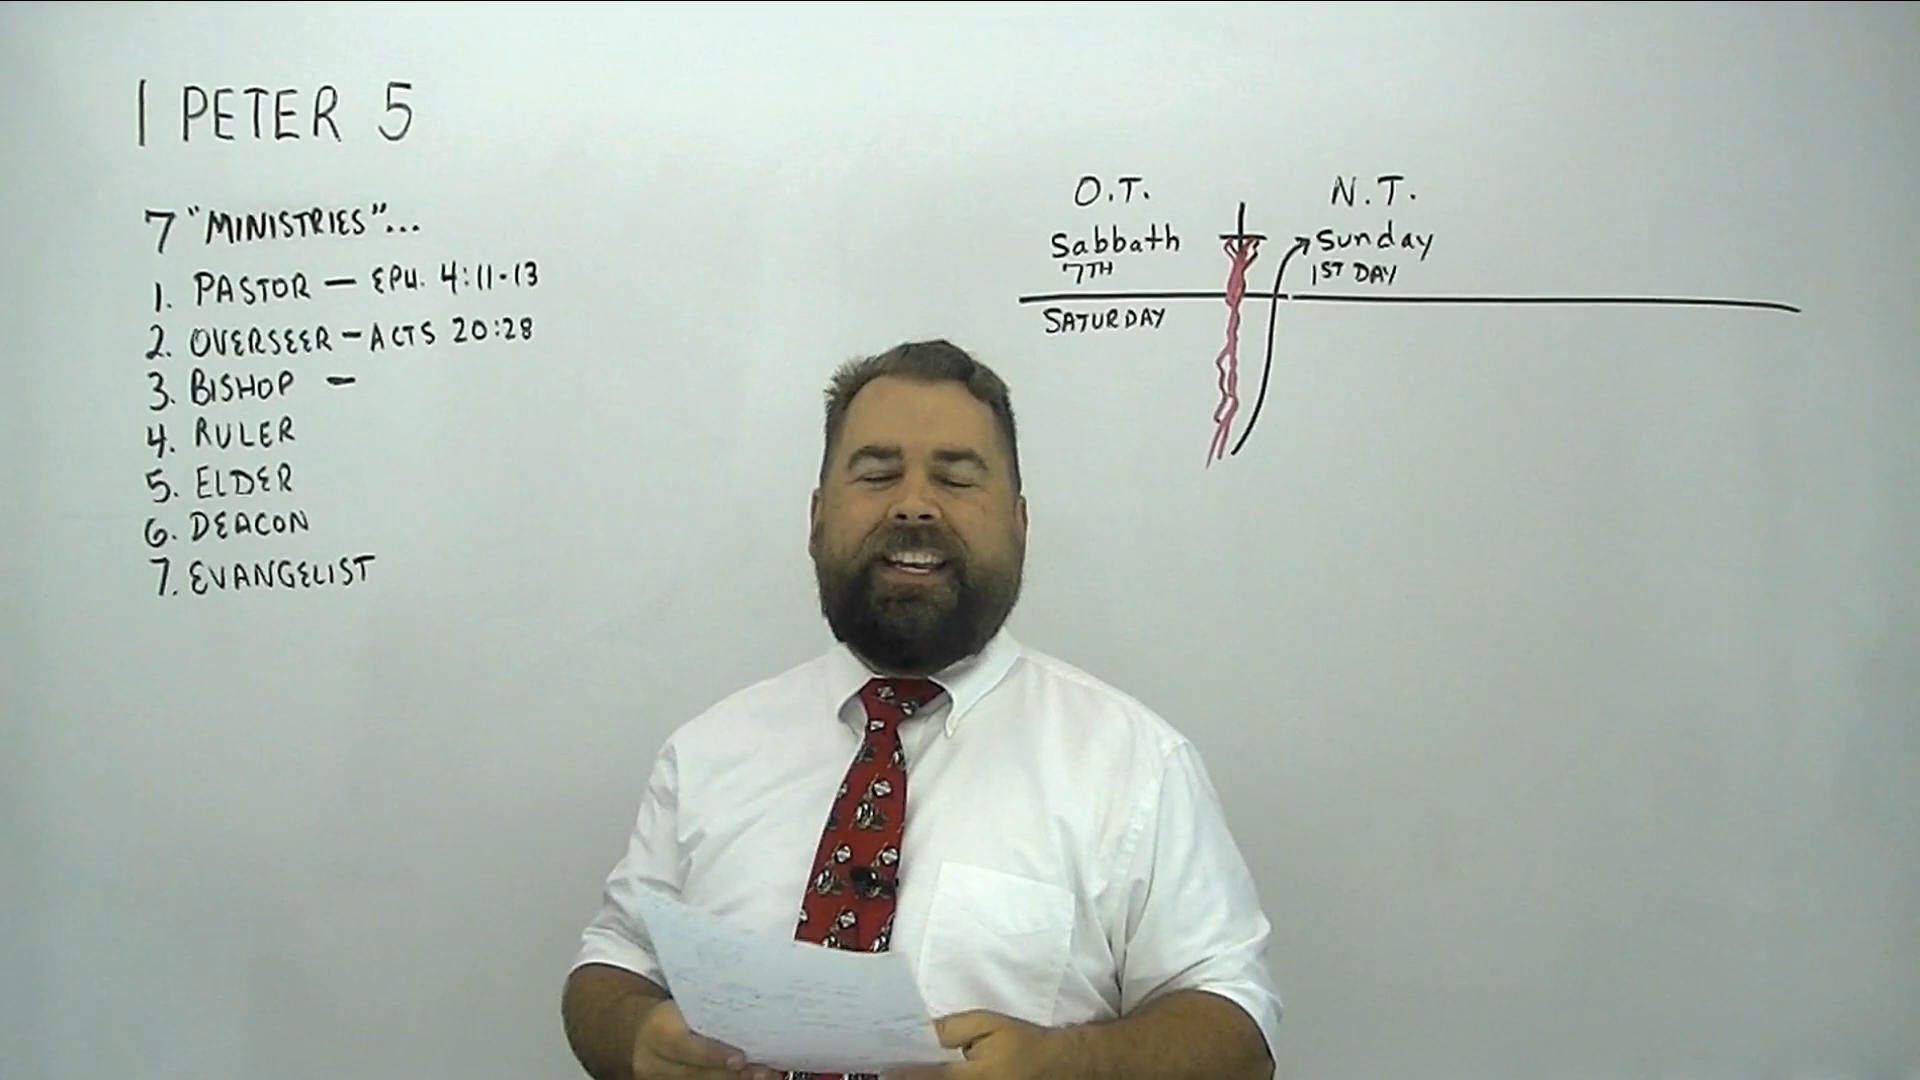 1 PETER 5
7 "MINISTRIES"...
1. PASTOR — EPH. 4:11-13
2. OVERSEER — ACTS 20:28
3. BISHOP —
4. RULER
5. ELDER
6. DEACON
7. EVANGELIST
O.T.
Sabbath
7TH
SATURDAY
N.T.
Sunday
1ST DAY